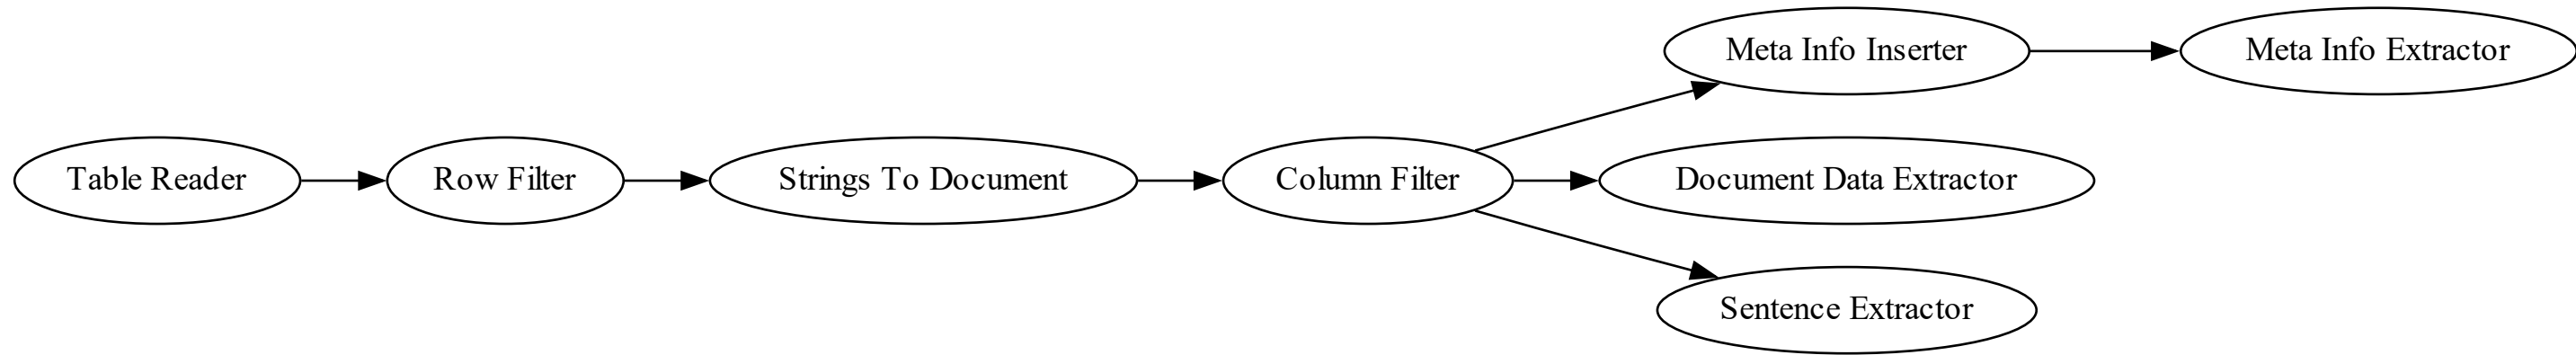 Table Reader
Row Filter
Strings To Document
Column Filter
Meta Info Inserter
Meta Info Extractor
Document Data Extractor
Sentence Extractor